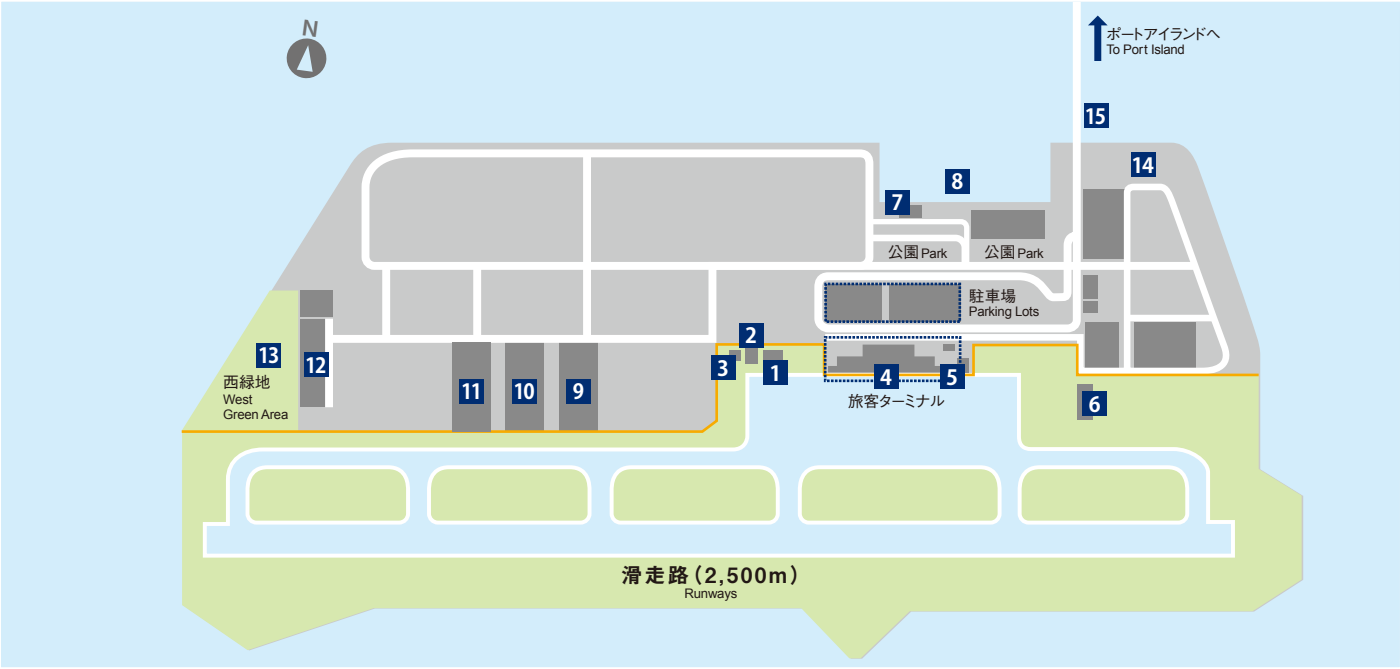 N
ポートアイランドへ
To Port Island
15
14
8
7
公園 Park
公園 Park
駐車場
Parking Lots
2
13
12
3
1
4
5
西緑地
West
Green Area
11
10
9
旅客ターミナル
6
滑走路(2,500m)
Runways